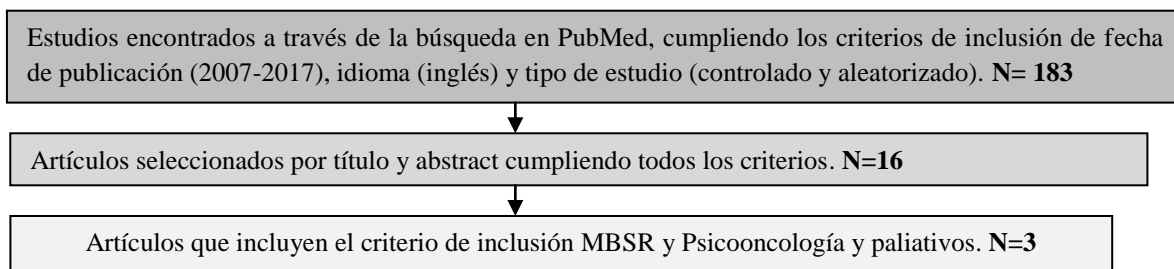 Estudios encontrados a través de la búsqueda en PubMed, cumpliendo los criterios de inclusión de fecha
de publicación (2007-2017), idioma (inglés) y tipo de estudio (controlado y aleatorizado). N= 183
Artículos seleccionados por título y abstract cumpliendo todos los criterios. N=16
Artículos que incluyen el criterio de inclusión MBSR y Psicooncología y paliativos. N=3